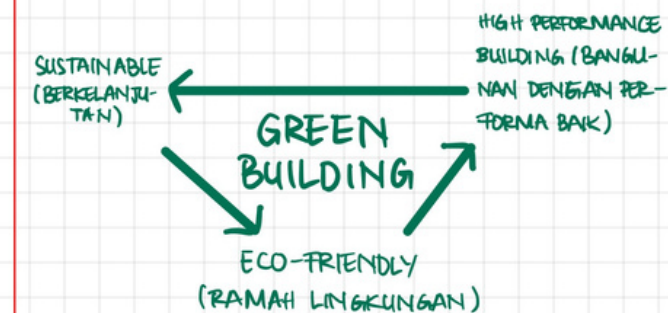 SUSTAINABLE
(BERKELANJU-
TAN)
HIGH PERFORMANCE
BUILDING (BANGU-
NAN DENGAN PER-
FORMA BAIK)
GREEN
BUILDING
ECO-FRIENDLY
(RAMAH LINGKUNGAN)